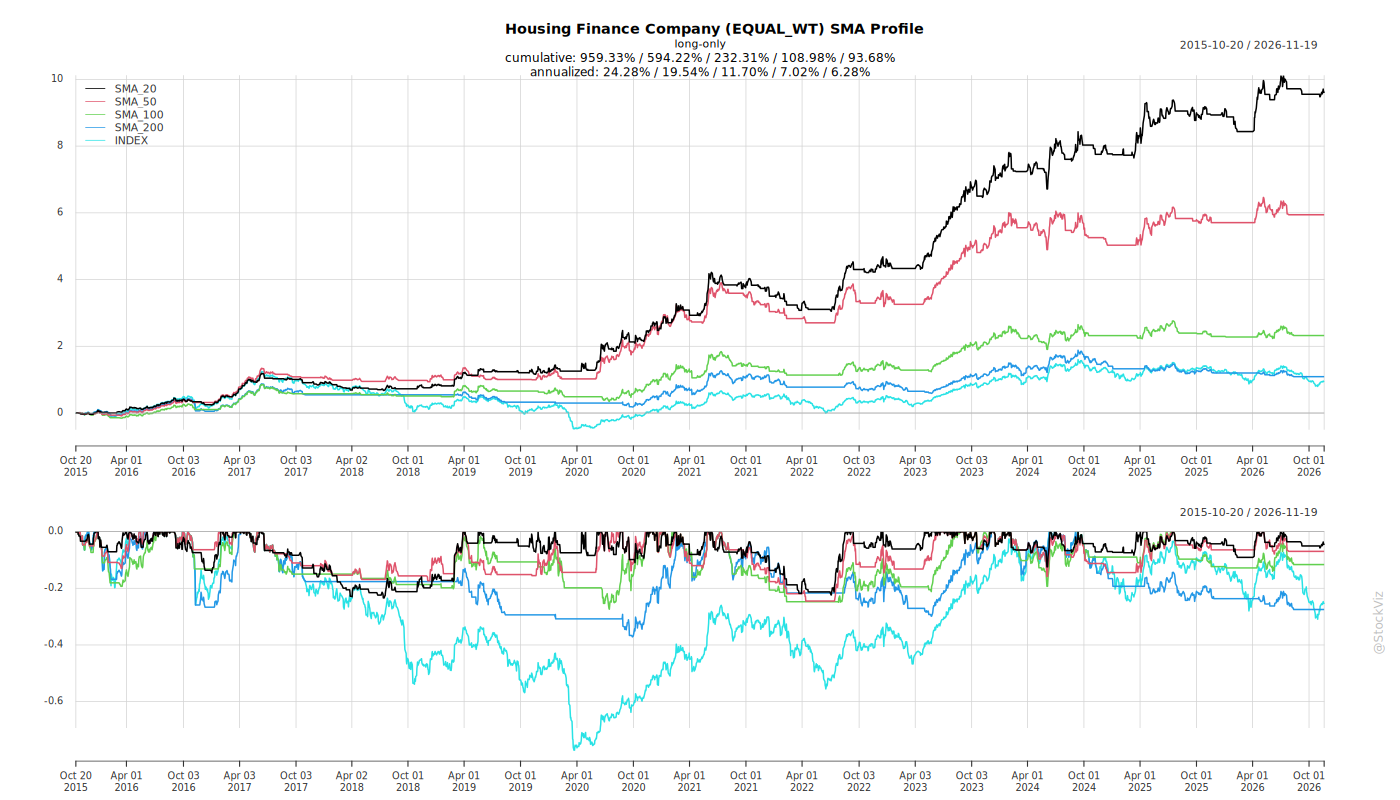 Housing Finance Company (EQUAL_WT) SMA Profile
long-only
2015-10-20 / 2026-11-19
cumulative: 959.33% / 594.22% / 232.31% / 108.98% / 93.68%
annualized: 24.28% / 19.54% / 11.70% / 7.02% / 6.28%
10
8
6
4
2
0
SMA_20
SMA_50
SMA_100
SMA_200
INDEX
Oct 20 Apr 01 Oct 03 Apr 03 Oct 03 Apr 02 Oct 01 Apr 01 Oct 01 Apr 01 Oct 01 Apr 01 Oct 01 Apr 01 Oct 03 Apr 03 Oct 03 Apr 01 Oct 01 Apr 01 Oct 01 Apr 01 Oct 01
2015 2016 2016 2017 2017 2018 2018 2019 2019 2020 2020 2021 2021 2022 2022 2023 2023 2024 2024 2025 2025 2026 2026
2015-10-20 / 2026-11-19
0.0
-0.2
-0.4
-0.6
Oct 20 Apr 01 Oct 03 Apr 03 Oct 03 Apr 02 Oct 01 Apr 01 Oct 01 Apr 01 Oct 01 Apr 01 Oct 01 Apr 01 Oct 03 Apr 03 Oct 03 Apr 01 Oct 01 Apr 01 Oct 01 Apr 01 Oct 01
2015 2016 2016 2017 2017 2018 2018 2019 2019 2020 2020 2021 2021 2022 2022 2023 2023 2024 2024 2025 2025 2026 2026
@StockViz